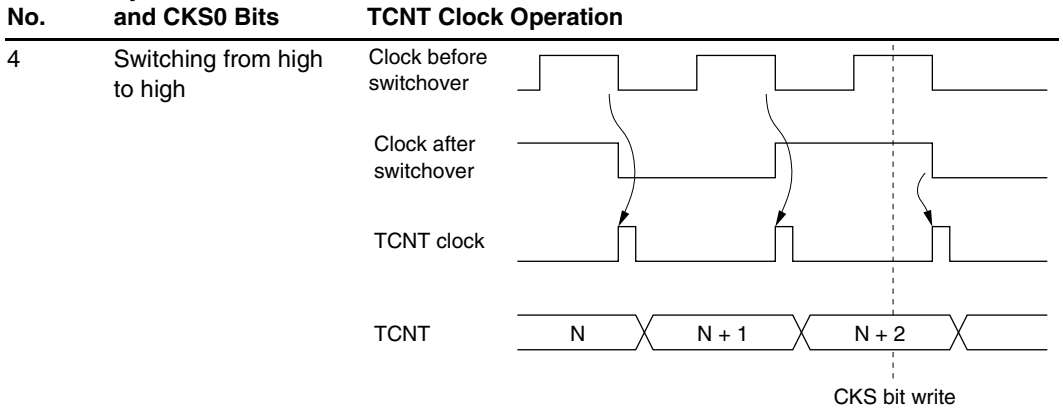 No. and CKS0 Bits TCNT Clock Operation
4 Switching from high to high
Clock before switchover
Clock after switchover
TCNT clock
TCNT N N + 1 N + 2
CKS bit write